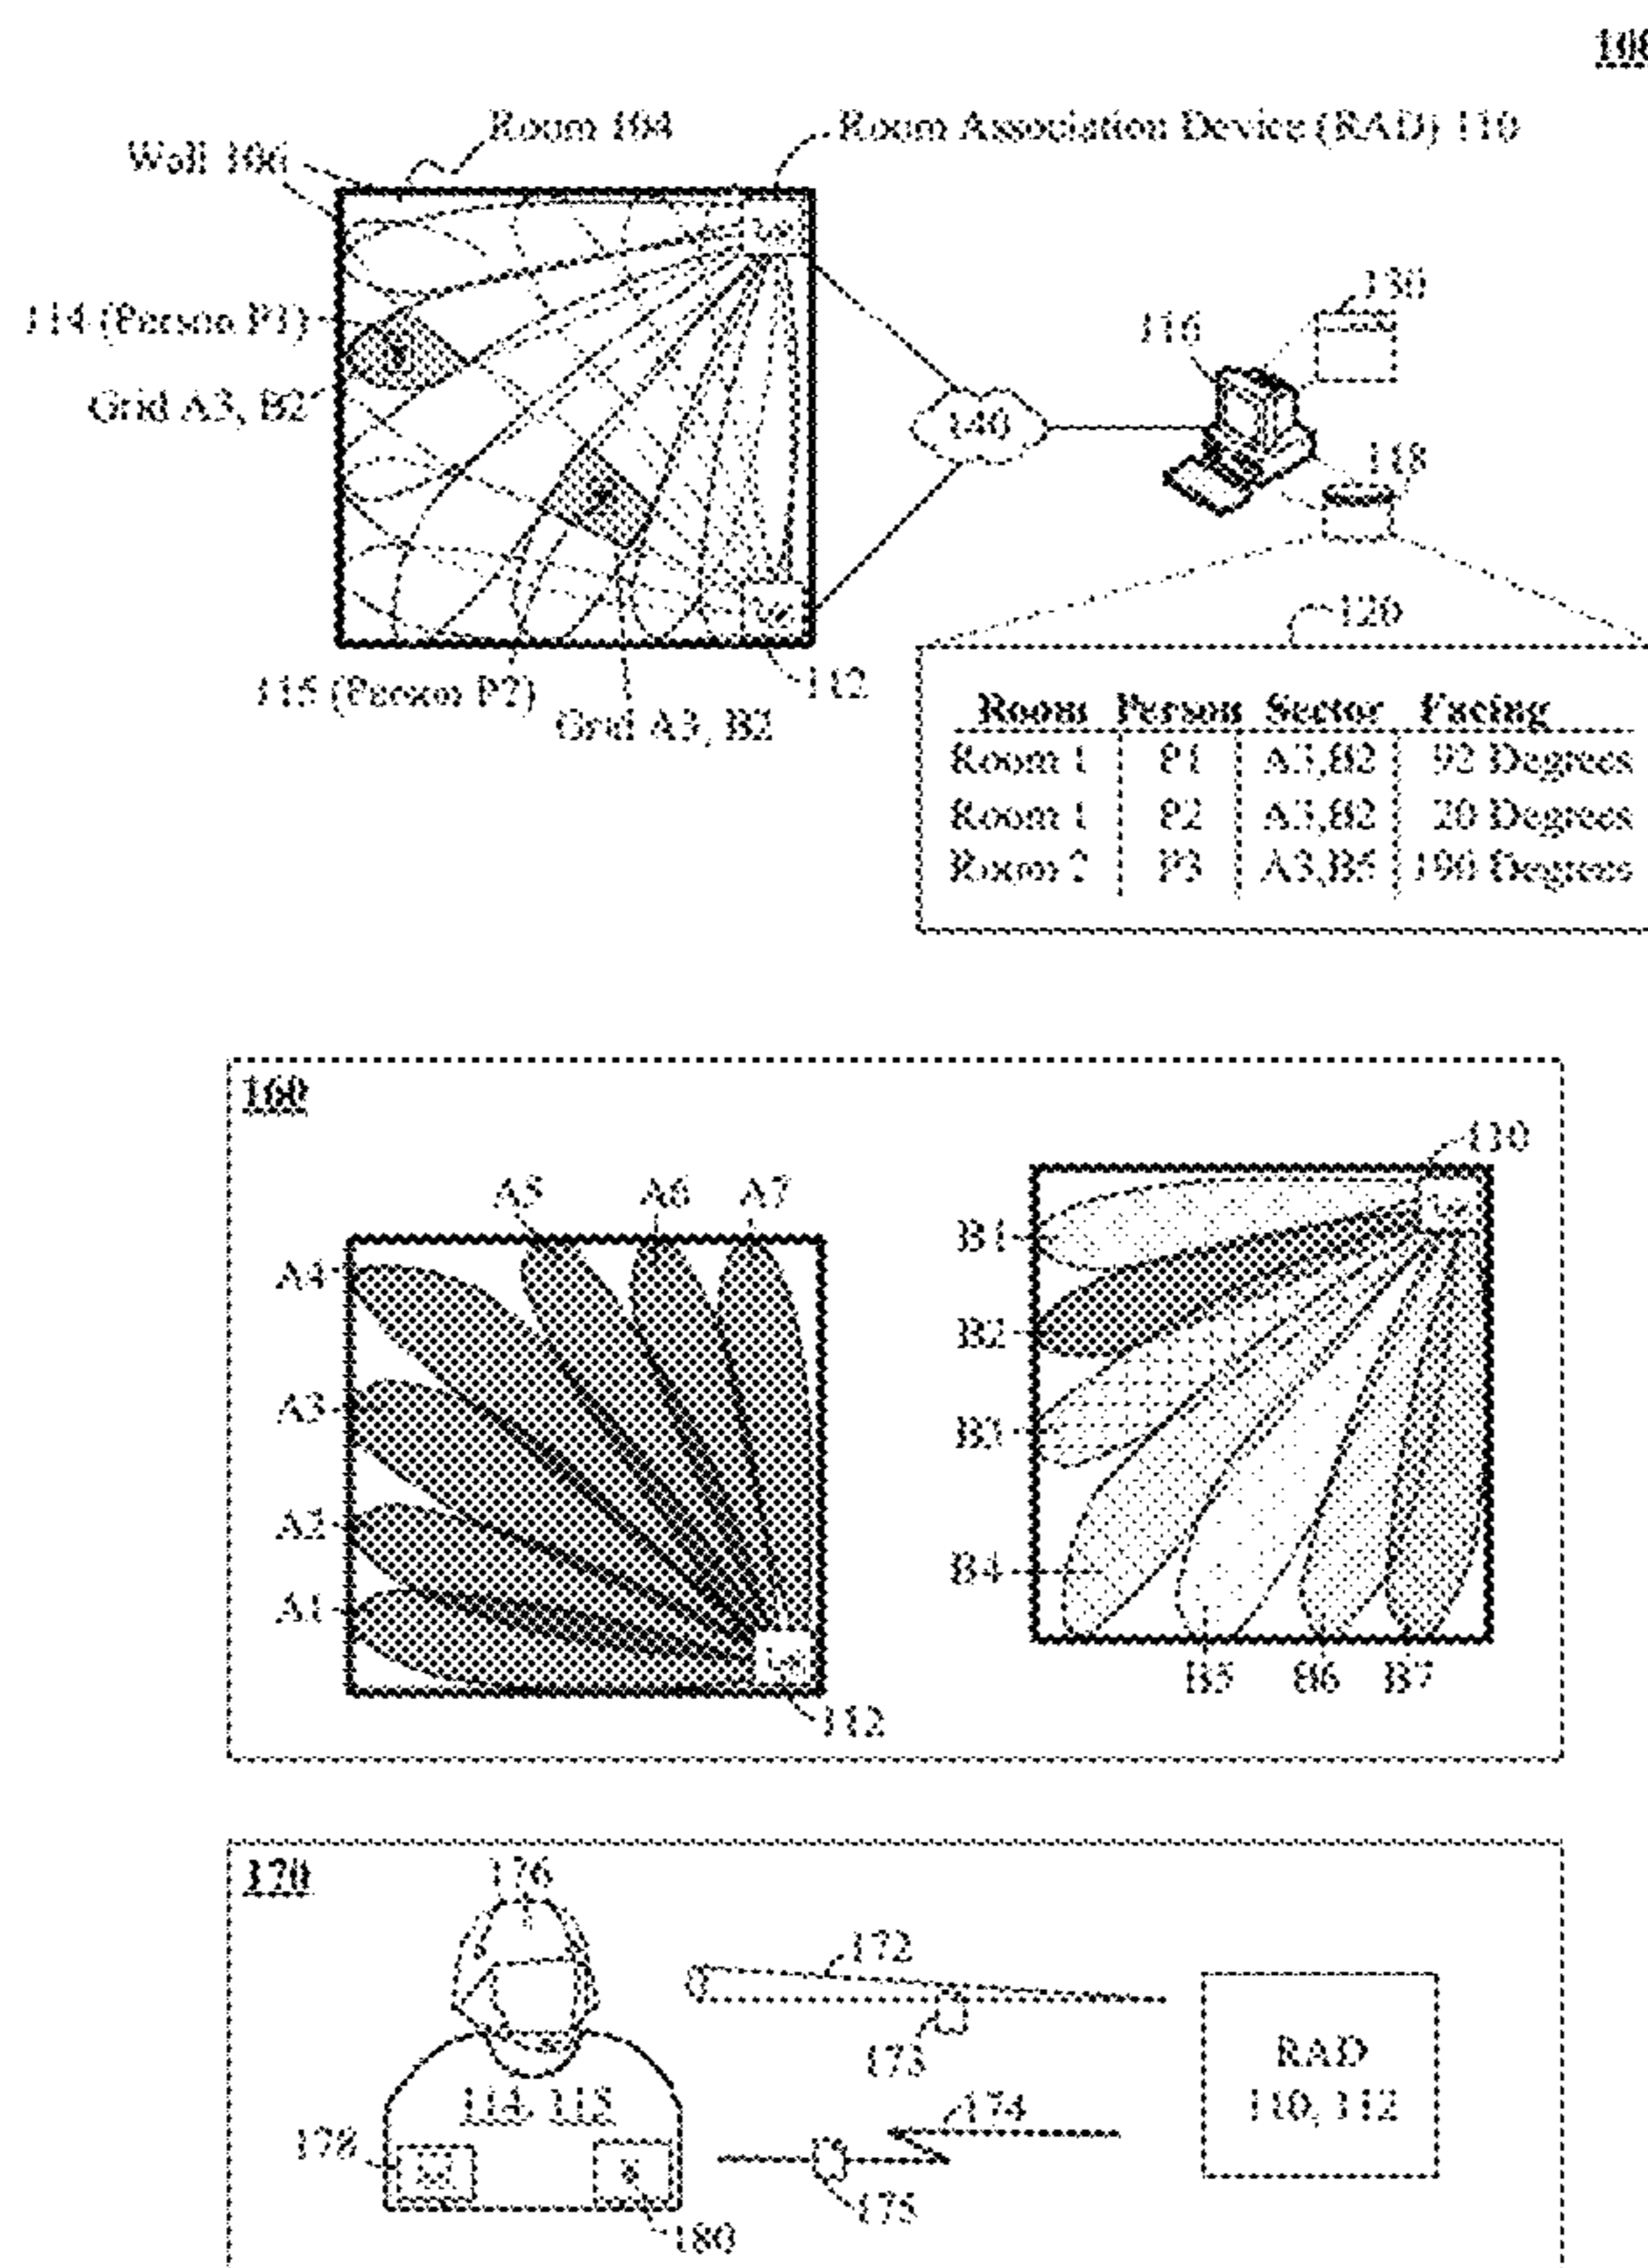 100
Room 104
Room Association Device (RAD) 110
Wall 106
114 (Person P1)
Grid A3, B2
130
116
140
118
120
115 (Person P2)
112
Grid A3, B2
Room Person Sector Facing
Room 1 P1 A3,B2 92 Degrees
Room 1 P2 A3,B2 20 Degrees
Room 2 P3 A3,B5 190 Degrees
160
110
A5 A6 A7
B1
A4
B2
A3
B3
A2
B4
A1
B5 B6 B7
112
170
176
172
173
RAD
110, 112
114, 115
174
178
175
180